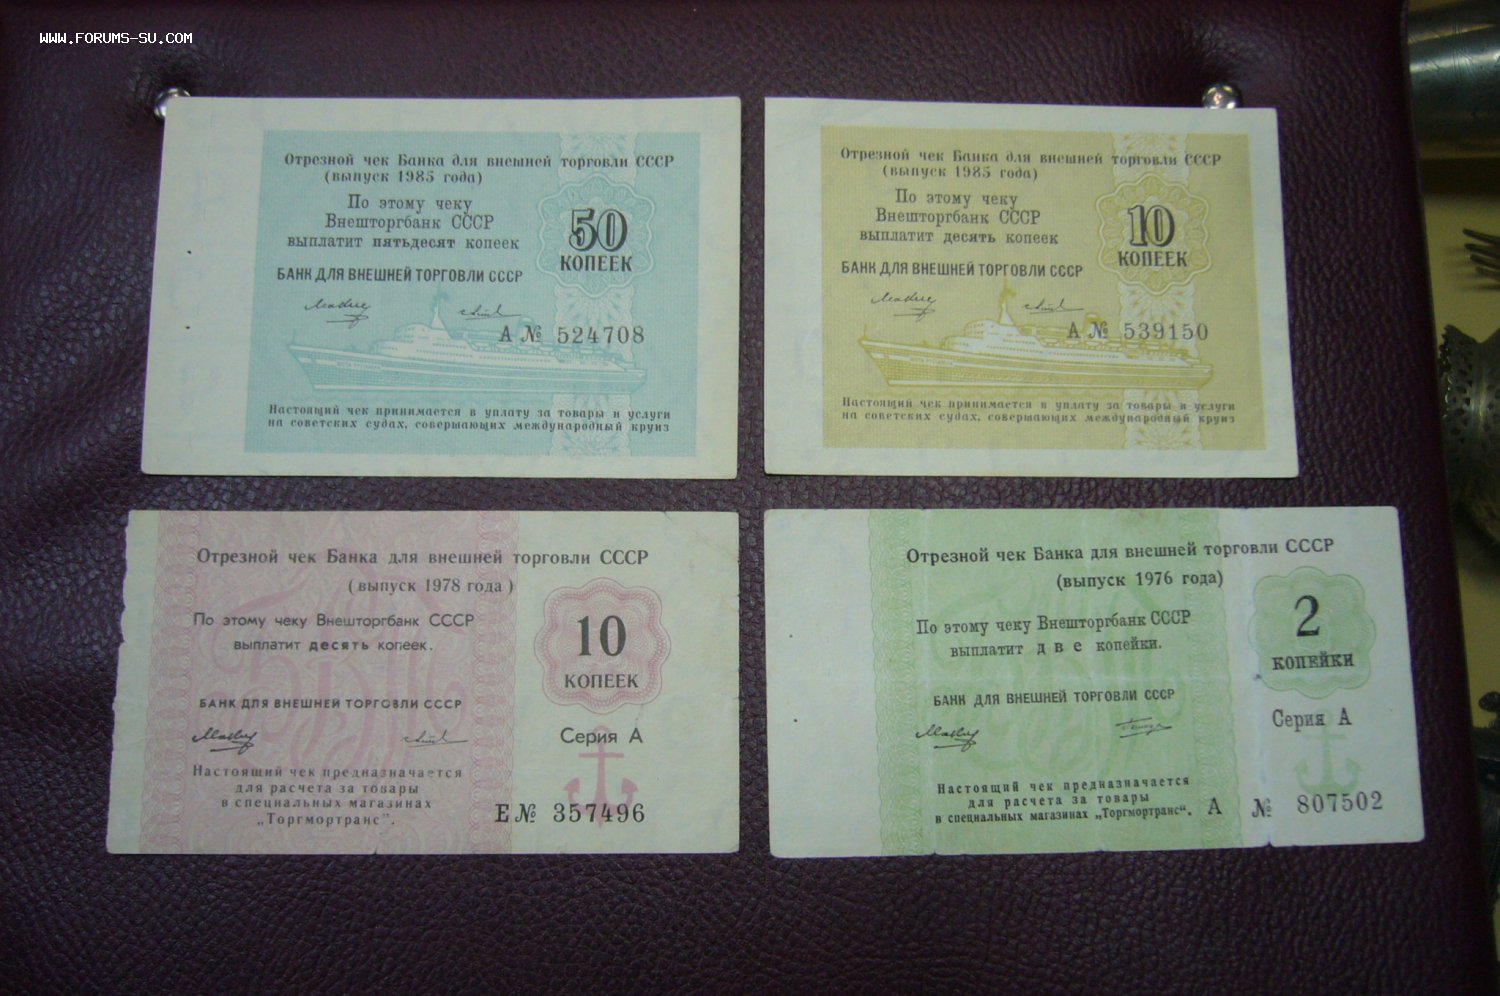 WWW.FORUMS-SU.COM
Отрезной чек Банка для внешней торговли СССР
(выпуск 1985 года)
По этому чеку
Внешторгбанк СССР
выплатит пятьдесят копеек
50
КОПЕЕК
БАНК ДЛЯ ВНЕШНЕЙ ТОРГОВЛИ СССР
А № 524708
Настоящий чек принимается в уплату за товары и услуги
на советских судах, совершающих международный круиз
Отрезной чек Банка для внешней торговли СССР
(выпуск 1985 года)
По этому чеку
Внешторгбанк СССР
выплатит десять копеек
10
КОПЕЕК
БАНК ДЛЯ ВНЕШНЕЙ ТОРГОВЛИ СССР
А № 539150
Настоящий чек принимается в уплату за товары и услуги
на советских судах, совершающих международный круиз
Отрезной чек Банка для внешней торговли СССР
(выпуск 1978 года)
По этому чеку Внешторгбанк СССР
выплатит десять копеек.
10
КОПЕЕК
БАНК ДЛЯ ВНЕШНЕЙ ТОРГОВЛИ СССР
Серия А
Настоящий чек предназначается
для расчета за товары
в специальных магазинах
„Торгмортранс".
Е № 357496
Отрезной чек Банка для внешней торговли СССР
(выпуск 1976 года)
По этому чеку Внешторгбанк СССР
выплатит две копейки.
2
КОПЕЙКИ
БАНК ДЛЯ ВНЕШНЕЙ ТОРГОВЛИ СССР
Серия А
Настоящий чек предназначается
для расчета за товары
в специальных магазинах „Торгмортранс".
А № 807502